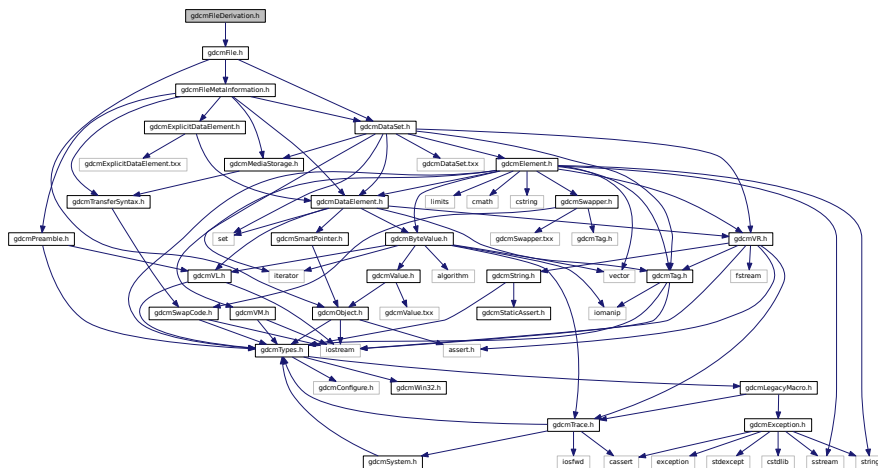 gdcmFileDerivation.h
gdcmFile.h
gdcmFileMetaInformation.h
gdcmExplicitDataElement.h
gdcmDataSet.h
gdcmExplicitDataElement.txx
gdcmMediaStorage.h
gdcmDataSet.txx
gdcmElement.h
gdcmTransferSyntax.h
gdcmDataElement.h
limits
cmath
cstring
gdcmSwapper.h
gdcmPreamble.h
set
gdcmSmartPointer.h
gdcmByteValue.h
gdcmSwapper.txx
gdcmTag.h
gdcmVR.h
gdcmVL.h
iterator
gdcmValue.h
algorithm
gdcmString.h
vector
gdcmTag.h
fstream
gdcmSwapCode.h
gdcmVM.h
gdcmObject.h
gdcmValue.txx
gdcmStaticAssert.h
iomanip
gdcmTypes.h
iostream
assert.h
gdcmConfigure.h
gdcmWin32.h
gdcmLegacyMacro.h
gdcmTrace.h
gdcmException.h
gdcmSystem.h
iosfwd
cassert
exception
stdexcept
cstdlib
sstream
string